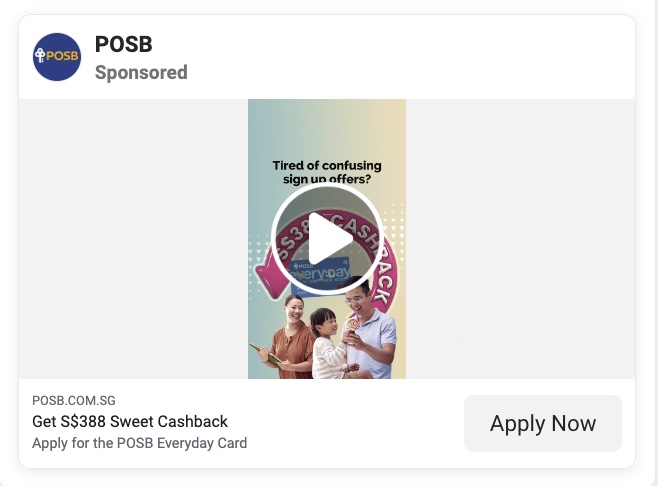 POSB
POSB
Sponsored
Tired of confusing
sign up offers?
S$388 CASHBACK
POSB
everyday
POSB.COM.SG
Get S$388 Sweet Cashback
Apply for the POSB Everyday Card
Apply Now